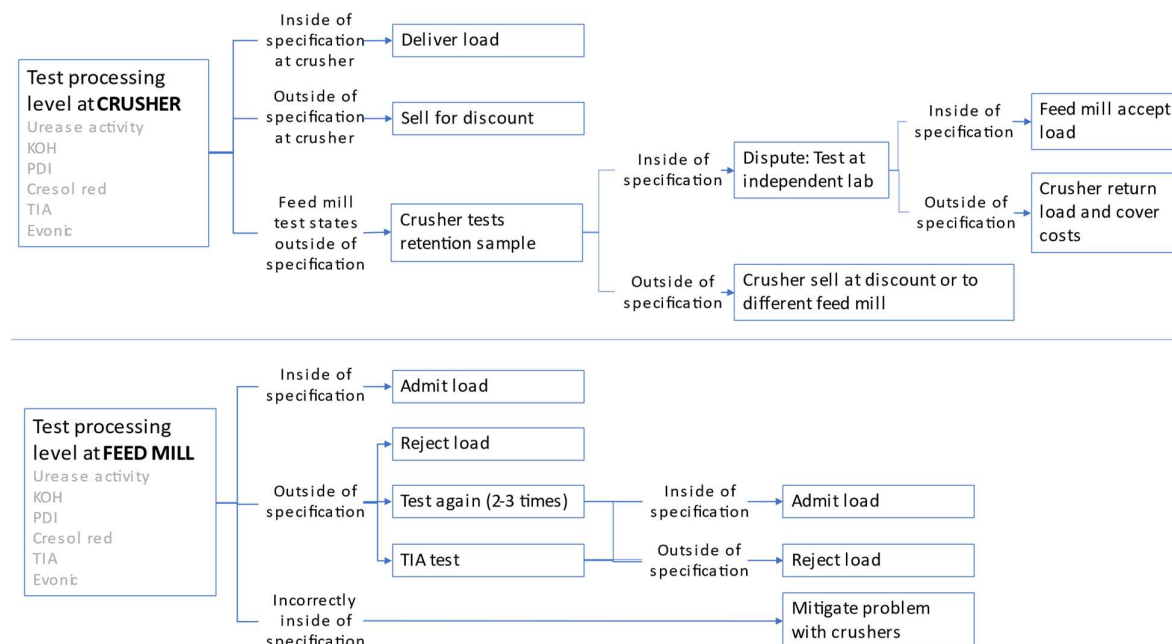 Test processing
level at CRUSHER
Urease activity
KOH
PDI
Cresol red
TIA
Evonic
Inside of
specification
at crusher
Deliver load
Outside of
specification
at crusher
Sell for discount
Feed mill
test states
outside of
specification
Crusher tests
retention sample
Inside of
specification
Dispute: Test at
independent lab
Inside of
specification
Feed mill accept
load
Outside of
specification
Crusher return
load and cover
costs
Outside of
specification
Crusher sell at discount or to
different feed mill
Test processing
level at FEED MILL
Urease activity
KOH
PDI
Cresol red
TIA
Evonic
Inside of
specification
Admit load
Outside of
specification
Reject load
Test again (2-3 times)
TIA test
Inside of
specification
Admit load
Outside of
specification
Reject load
Incorrectly
inside of
specification
Mitigate problem
with crushers